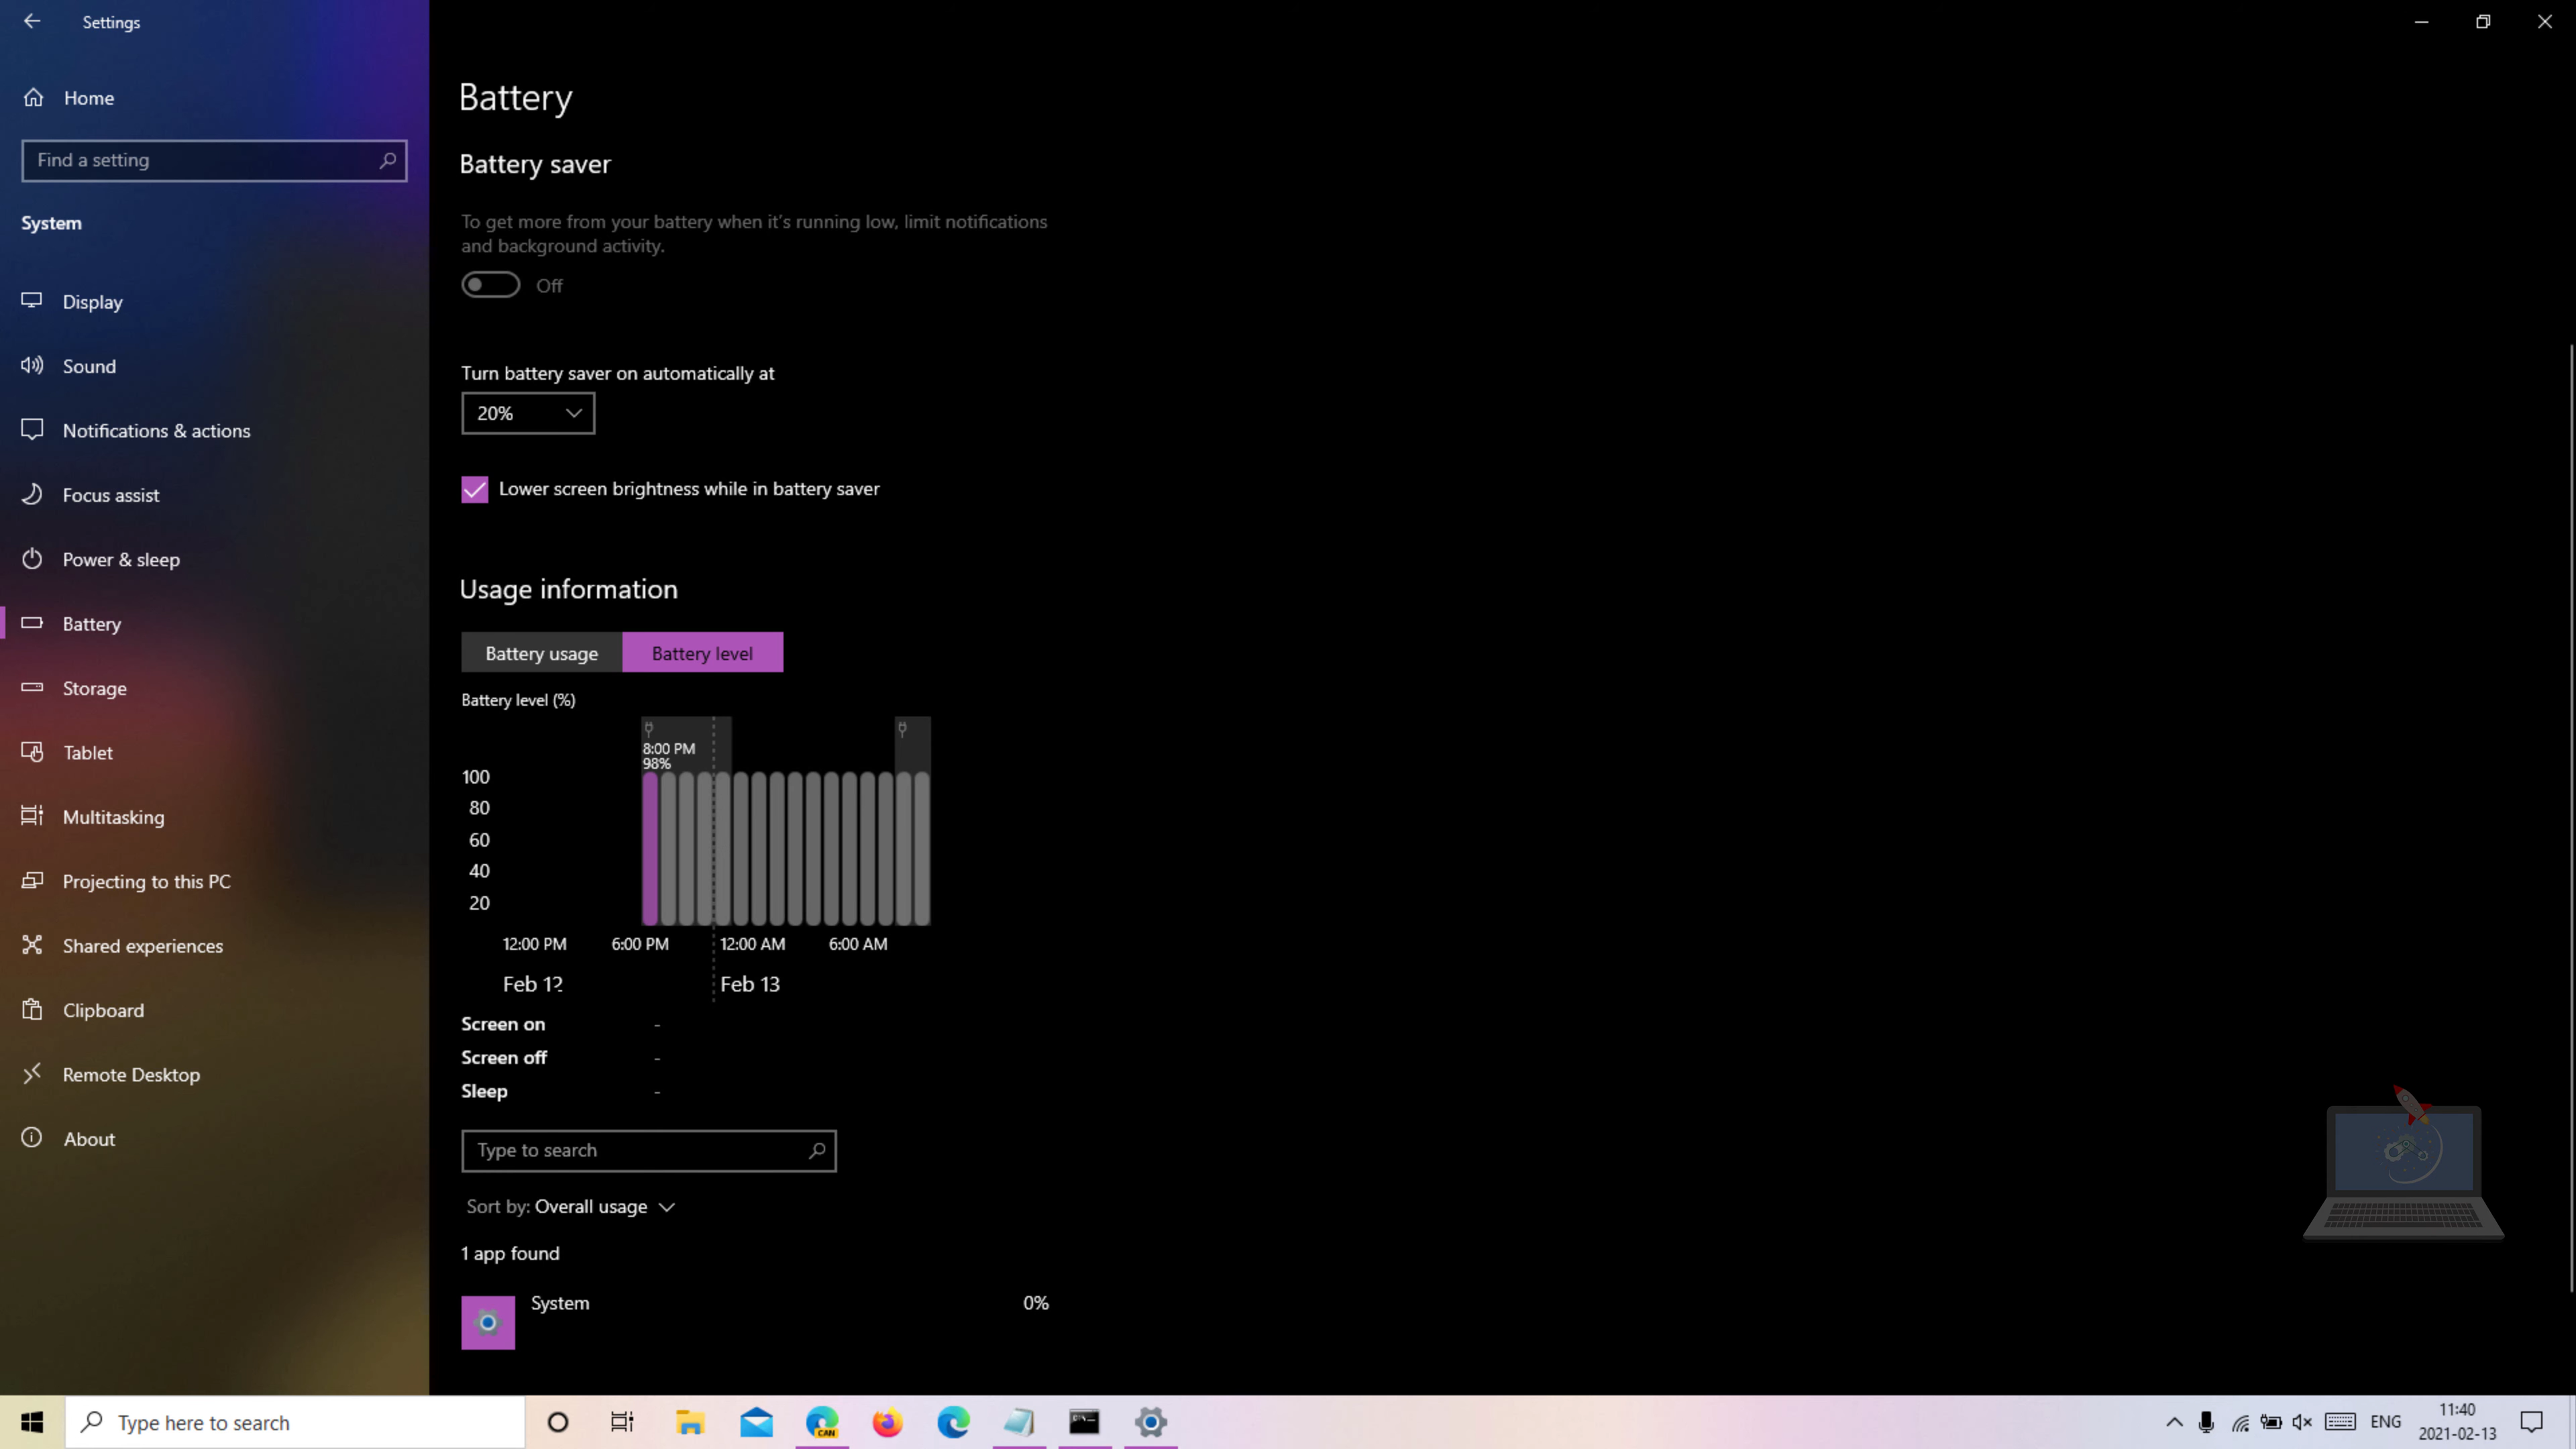 Settings
Home
Find a setting
System
Display
Sound
Notifications & actions
Focus assist
Power & sleep
Battery
Storage
Tablet
Multitasking
Projecting to this PC
Shared experiences
Clipboard
Remote Desktop
About
Battery
Battery saver
To get more from your battery when it's running low, limit notifications
and background activity.
Off
Turn battery saver on automatically at
20%
Lower screen brightness while in battery saver
Usage information
Battery usage Battery level
Battery level (%)
8:00 PM
98%
100
80
60
40
20
12:00 PM 6:00 PM 12:00 AM 6:00 AM
Feb 12 Feb 13
Screen on -
Screen off -
Sleep -
Type to search
Sort by: Overall usage
1 app found
System 0%
Type here to search
CAN
ENG
11:40
2021-02-13